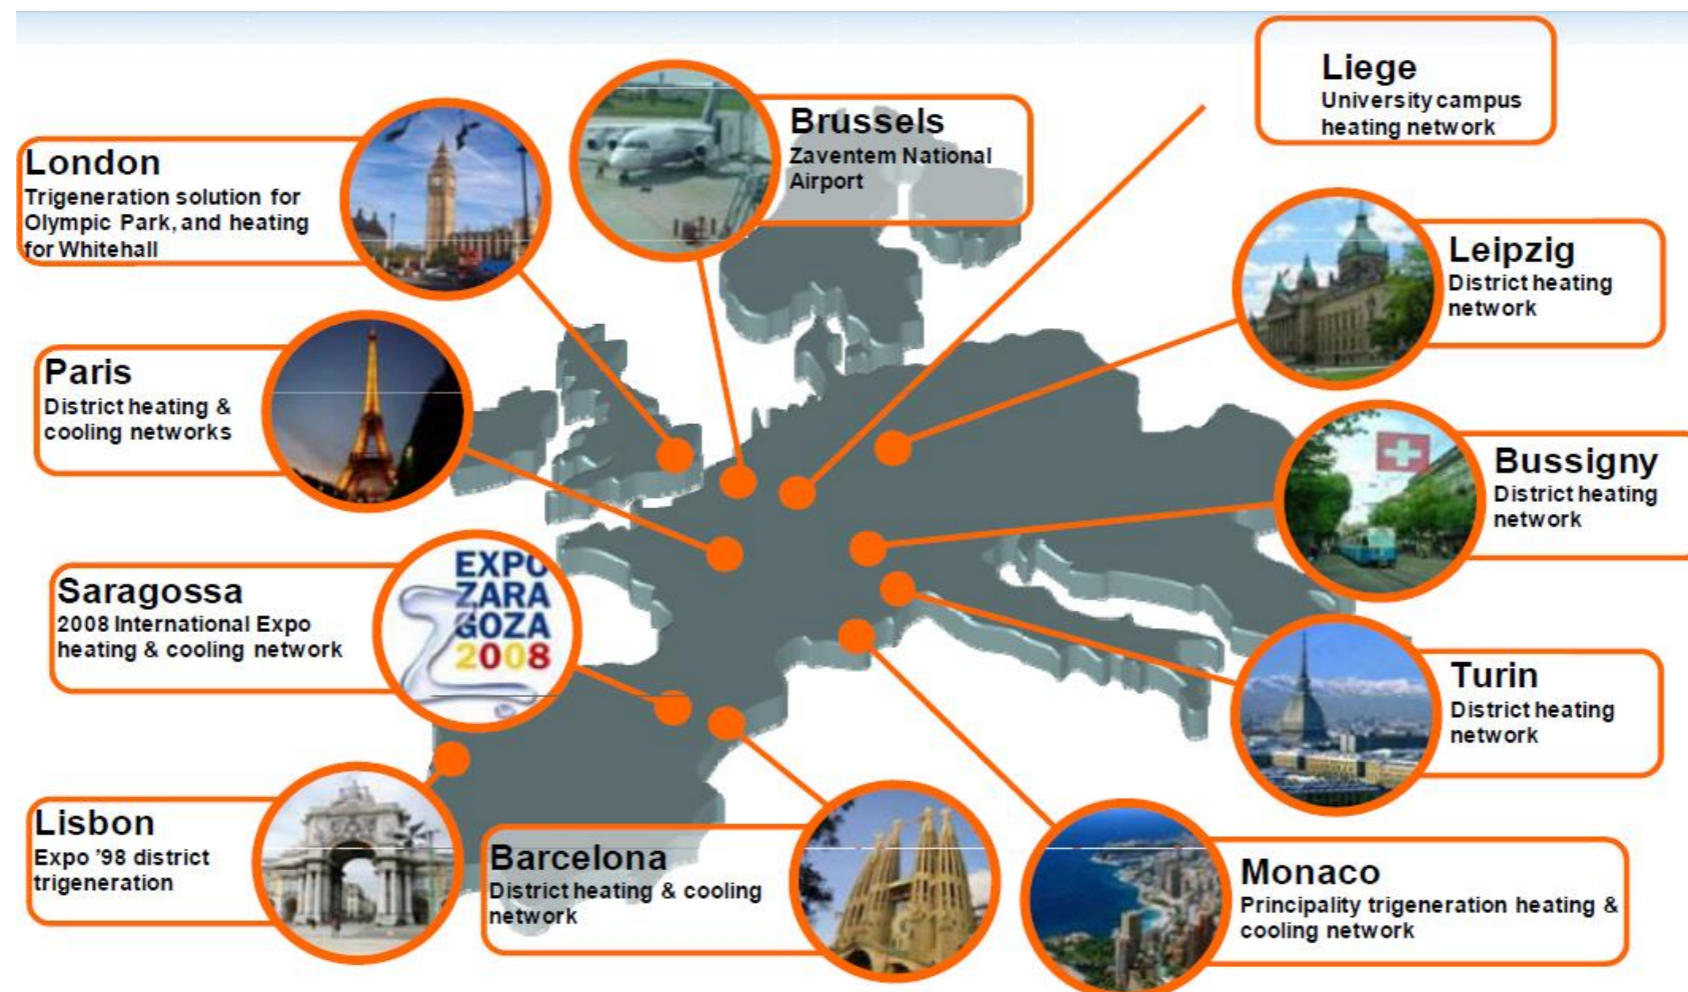 Liege
University campus
heating network
Brussels
Zaventem National
Airport
London
Trigeneration solution for
Olympic Park, and heating
for Whitehall
Leipzig
District heating
network
Paris
District heating &
cooling networks
Bussigny
District heating
network
Saragossa
2008 International Expo
heating & cooling network
EXPO
ZARA
GOZA
2008
Turin
District heating
network
Lisbon
Expo '98 district
trigeneration
Barcelona
District heating & cooling
network
Monaco
Principality trigeneration heating &
cooling network